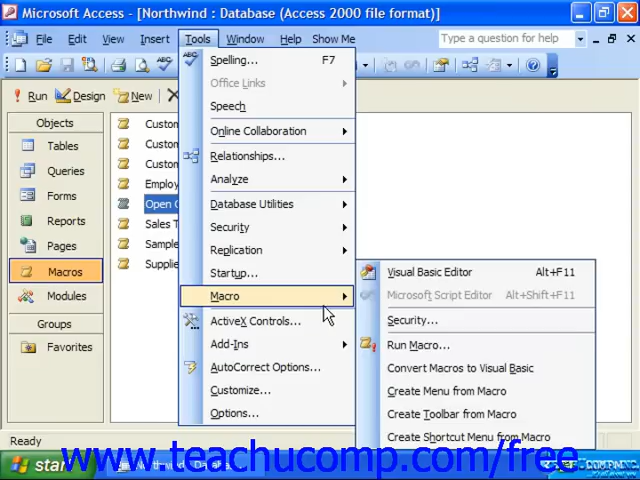 Microsoft Access - [Northwind : Database (Access 2000 file format)]
File Edit View Insert Tools Window Help Show Me Type a question for help
Run Design New
Objects
Tables
Queries
Forms
Reports
Pages
Macros
Modules
Groups
Favorites
Custom
Custom
Custom
Employ
Open
Sales T
Sample
Supplie
Spelling... F7
Office Links
Speech
Online Collaboration
Relationships...
Analyze
Database Utilities
Security
Replication
Startup...
Macro
ActiveX Controls...
Add-Ins
AutoCorrect Options...
Customize...
Options...
Visual Basic Editor Alt+F11
Microsoft Script Editor Alt+Shift+F11
Security...
Run Macro...
Convert Macros to Visual Basic
Create Menu from Macro
Create Toolbar from Macro
Create Shortcut Menu from Macro
Ready
www.teachucomp.com/free
start Northwind : Databas